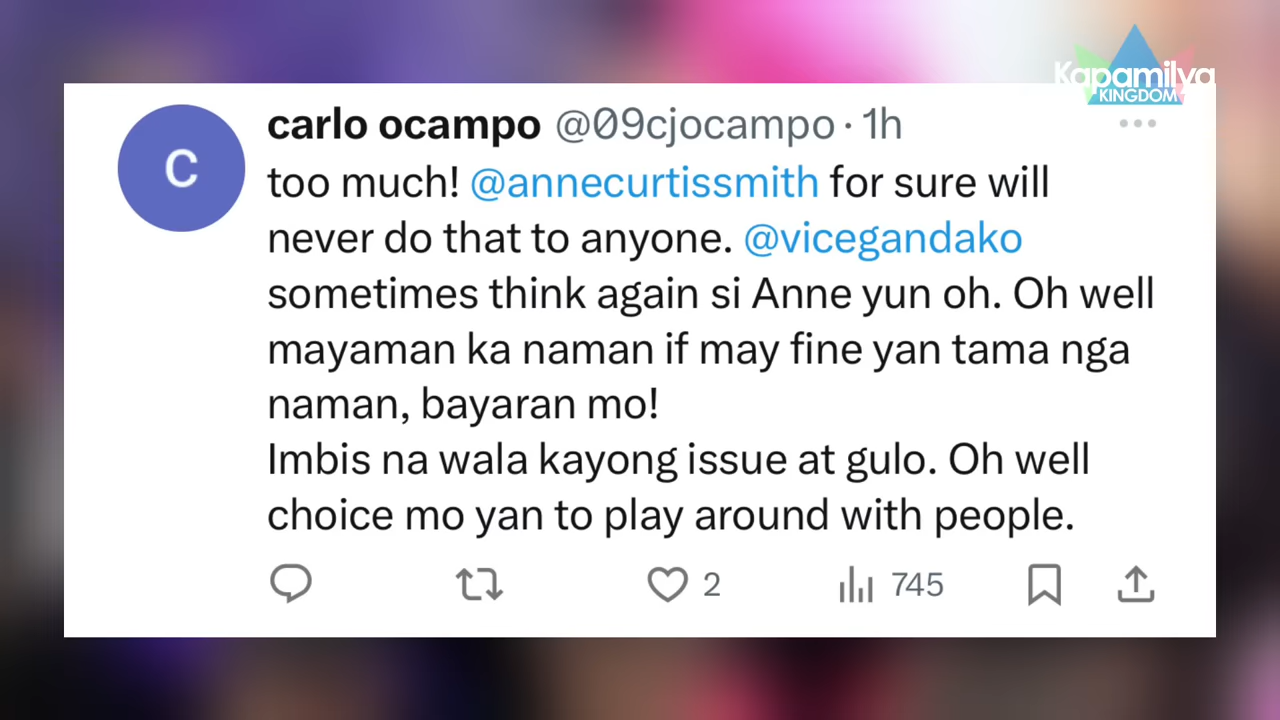 Kapamilya
KINGDOM
carlo ocampo @09cjocampo · 1h
too much! @annecurtissmith for sure will
never do that to anyone. @vicegandako
sometimes think again si Anne yun oh. Oh well
mayaman ka naman if may fine yan tama nga
naman, bayaran mo!
Imbis na wala kayong issue at gulo. Oh well
choice mo yan to play around with people.
2
745
C